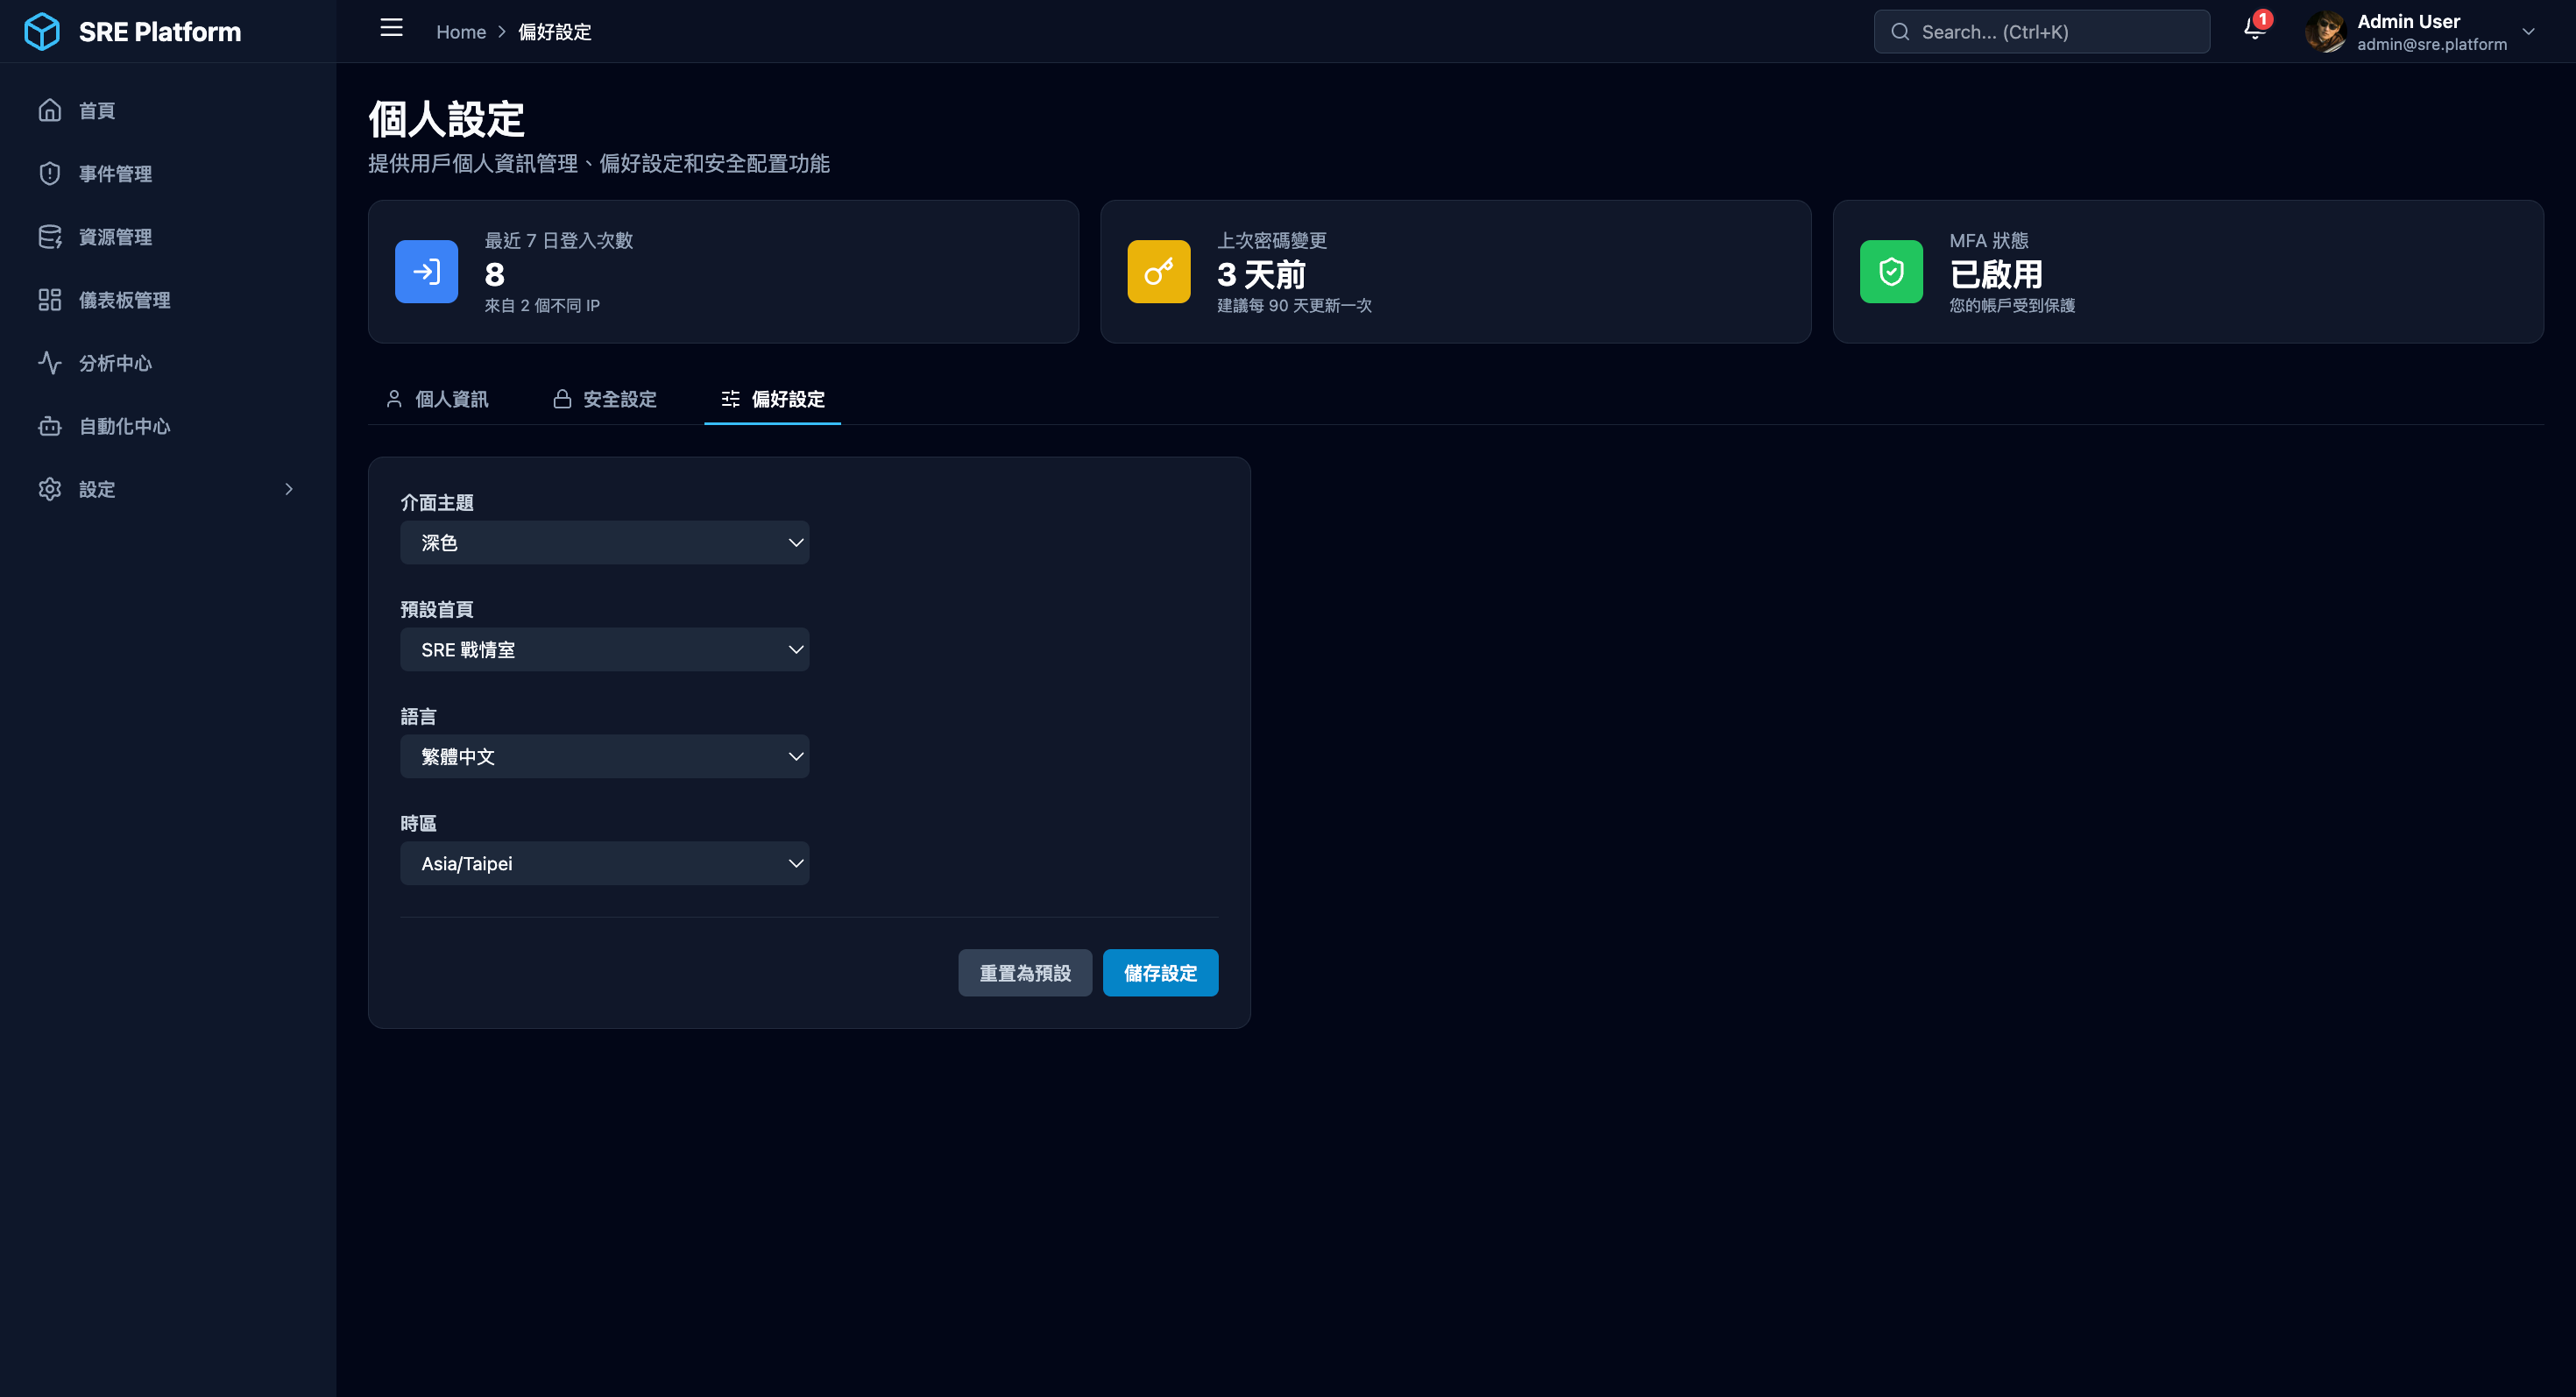 SRE Platform
Home > 偏好設定
Search... (Ctrl+K)
1
Admin User
admin@sre.platform
首頁
事件管理
資源管理
儀表板管理
分析中心
自動化中心
設定
個人設定
提供用戶個人資訊管理、偏好設定和安全配置功能
最近 7 日登入次數
8
來自 2 個不同 IP
上次密碼變更
3 天前
建議每 90 天更新一次
MFA 狀態
已啟用
您的帳戶受到保護
個人資訊
安全設定
偏好設定
介面主題
深色
預設首頁
SRE 戰情室
語言
繁體中文
時區
Asia/Taipei
重置為預設
儲存設定